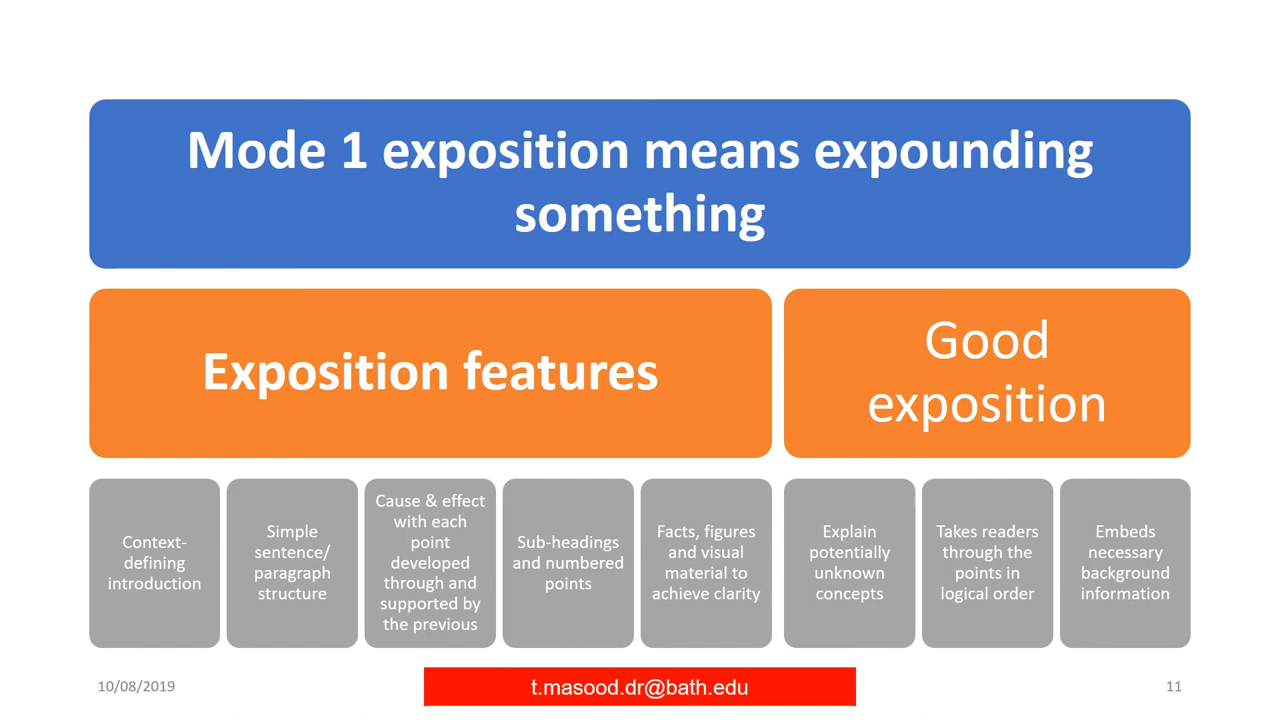 Mode 1 exposition means expounding
something
Exposition features
Good
exposition
Context-
defining
introduction
Simple
sentence/
paragraph
structure
Cause & effect
with each
point
developed
through and
supported by
the previous
Sub-headings
and numbered
points
Facts, figures
and visual
material to
achieve clarity
Explain
potentially
unknown
concepts
Takes readers
through the
points in
logical order
Embeds
necessary
background
information
10/08/2019
t.masood.dr@bath.edu
11